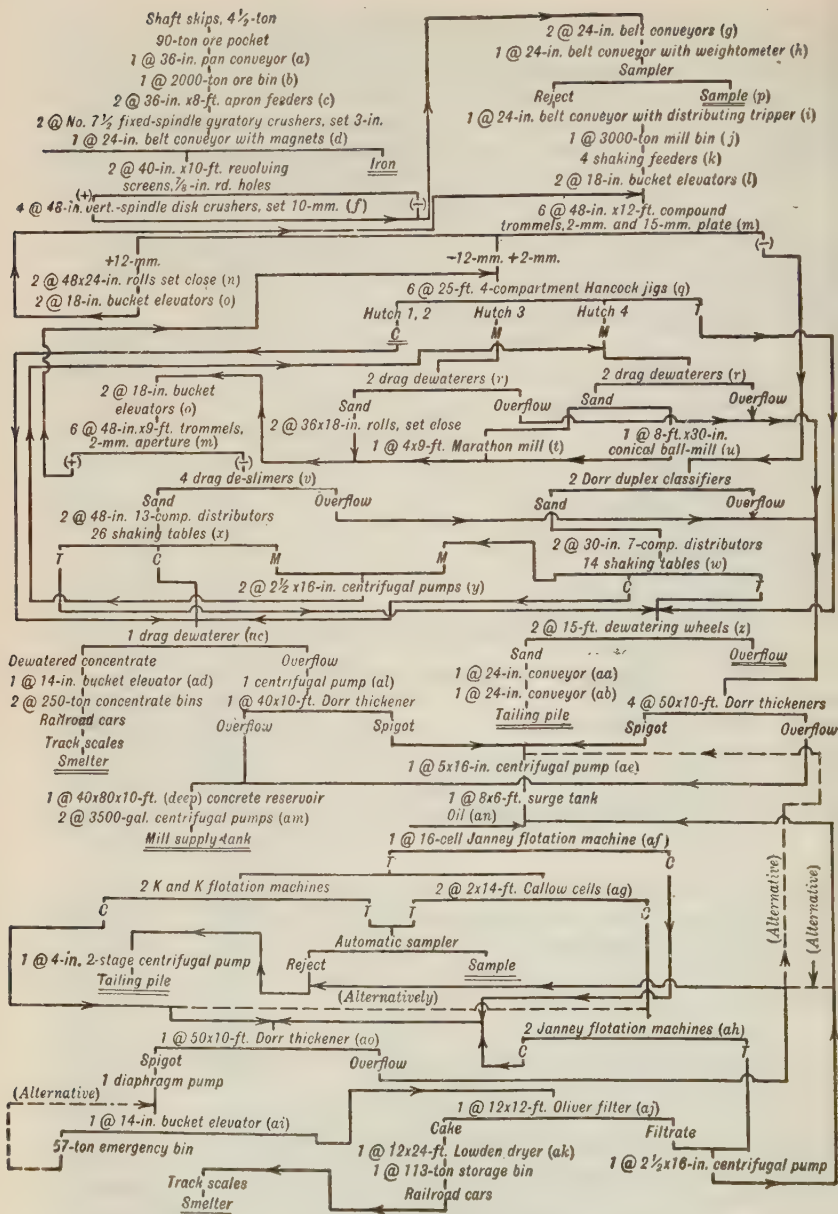 Shaft skips, 4 1/2-ton
90-ton ore pocket
1 @ 36-in. pan conveyor (a)
1 @ 2000-ton ore bin (b)
2 @ 36-in. x8-ft. apron feeders (c)
2 @ No. 7 1/2 fixed-spindle gyratory crushers, set 3-in.
1 @ 24-in. belt conveyor with magnets (d)
Iron
2 @ 40-in. x10-ft. revolving
screens, 7/8-in. rd. holes
(+) (-)
4 @ 48-in. vert.-spindle disk crushers, set 10-mm. (f)
2 @ 24-in. belt conveyors (g)
1 @ 24-in. belt conveyor with weightometer (h)
Sampler
Reject Sample (p)
1 @ 24-in. belt conveyor with distributing tripper (i)
1 @ 3000-ton mill bin (j)
4 shaking feeders (k)
2 @ 18-in. bucket elevators (l)
6 @ 48-in. x12-ft. compound
trommels, 2-mm. and 15-mm. plate (m)
(-)
+12-mm. -12-mm. +2-mm.
2 @ 48x24-in. rolls set close (n)
2 @ 18-in. bucket elevators (o)
6 @ 25-ft. 4-compartment Hancock jigs (q)
Hutch 1, 2 Hutch 3 Hutch 4 T
C M M
2 drag dewaterers (r) 2 drag dewaterers (r)
Sand Overflow Sand Overflow
2 @ 18-in. bucket
elevators (o)
6 @ 48-in. x9-ft. trommels,
2-mm. aperture (m)
(+) (-)
2 @ 36x18-in. rolls, set close
1 @ 4x9-ft. Marathon mill (t)
1 @ 8-ft.x30-in.
conical ball-mill (u)
4 drag de-slimers (v) 2 Dorr duplex classifiers
Sand Overflow Sand Overflow
2 @ 48-in. 13-comp. distributors
26 shaking tables (x)
T C M M
2 @ 30-in. 7-comp. distributors
14 shaking tables (w)
C T
2 @ 2 1/2 x16-in. centrifugal pumps (y)
1 drag dewaterer (nc) 2 @ 15-ft. dewatering wheels (z)
Dewatered concentrate Overflow Sand Overflow
1 @ 14-in. bucket elevator (ad) 1 centrifugal pump (al) 1 @ 24-in. conveyor (aa)
2 @ 250-ton concentrate bins 1 @ 40x10-ft. Dorr thickener 1 @ 24-in. conveyor (ab)
Railroad cars Overflow Spigot Tailing pile
Track scales
Smelter
4 @ 50x10-ft. Dorr thickeners
Spigot Overflow
1 @ 5x16-in. centrifugal pump (ae)
1 @ 40x80x10-ft. (deep) concrete reservoir 1 @ 8x6-ft. surge tank
2 @ 3500-gal. centrifugal pumps (am) Oil (an)
Mill supply tank
1 @ 16-cell Janney flotation machine (af)
T C
2 K and K flotation machines 2 @ 2x14-ft. Callow cells (ag)
C T T C
(Alternative) (Alternative)
Automatic sampler
Reject Sample
1 @ 4-in. 2-stage centrifugal pump
Tailing pile
(Alternatively)
1 @ 50x10-ft. Dorr thickener (ao) 2 Janney flotation machines (ah)
C T
Spigot Overflow
1 diaphragm pump
(Alternative)
1 @ 14-in. bucket elevator (ai) 1 @ 12x12-ft. Oliver filter (aj)
57-ton emergency bin Cake Filtrate
1 @ 12x24-ft. Lowden dryer (ak)
1 @ 113-ton storage bin 1 @ 2 1/2x16-in. centrifugal pump
Track scales Railroad cars
Smelter